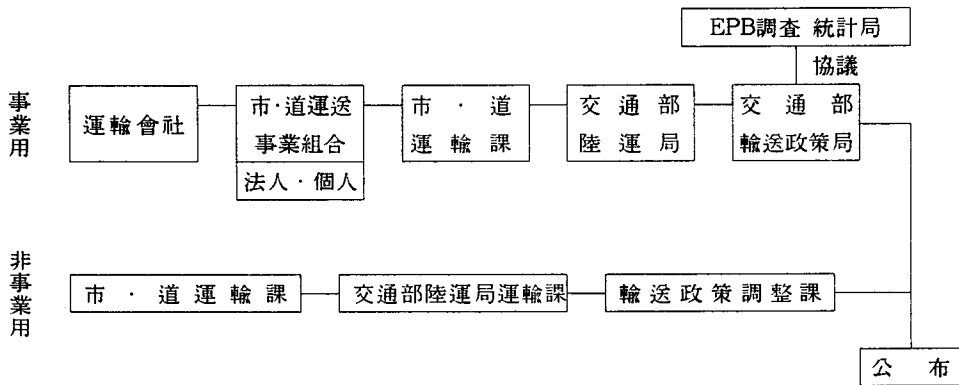 EPB調査 統計局
協議
事業用
運輸會社
市·道運送
事業組合
法人·個人
市·道
運輸課
交通部
陸運局
交通部
輸送政策局
非事業用
市·道運輸課
交通部陸運局運輸課
輸送政策調整課
公布